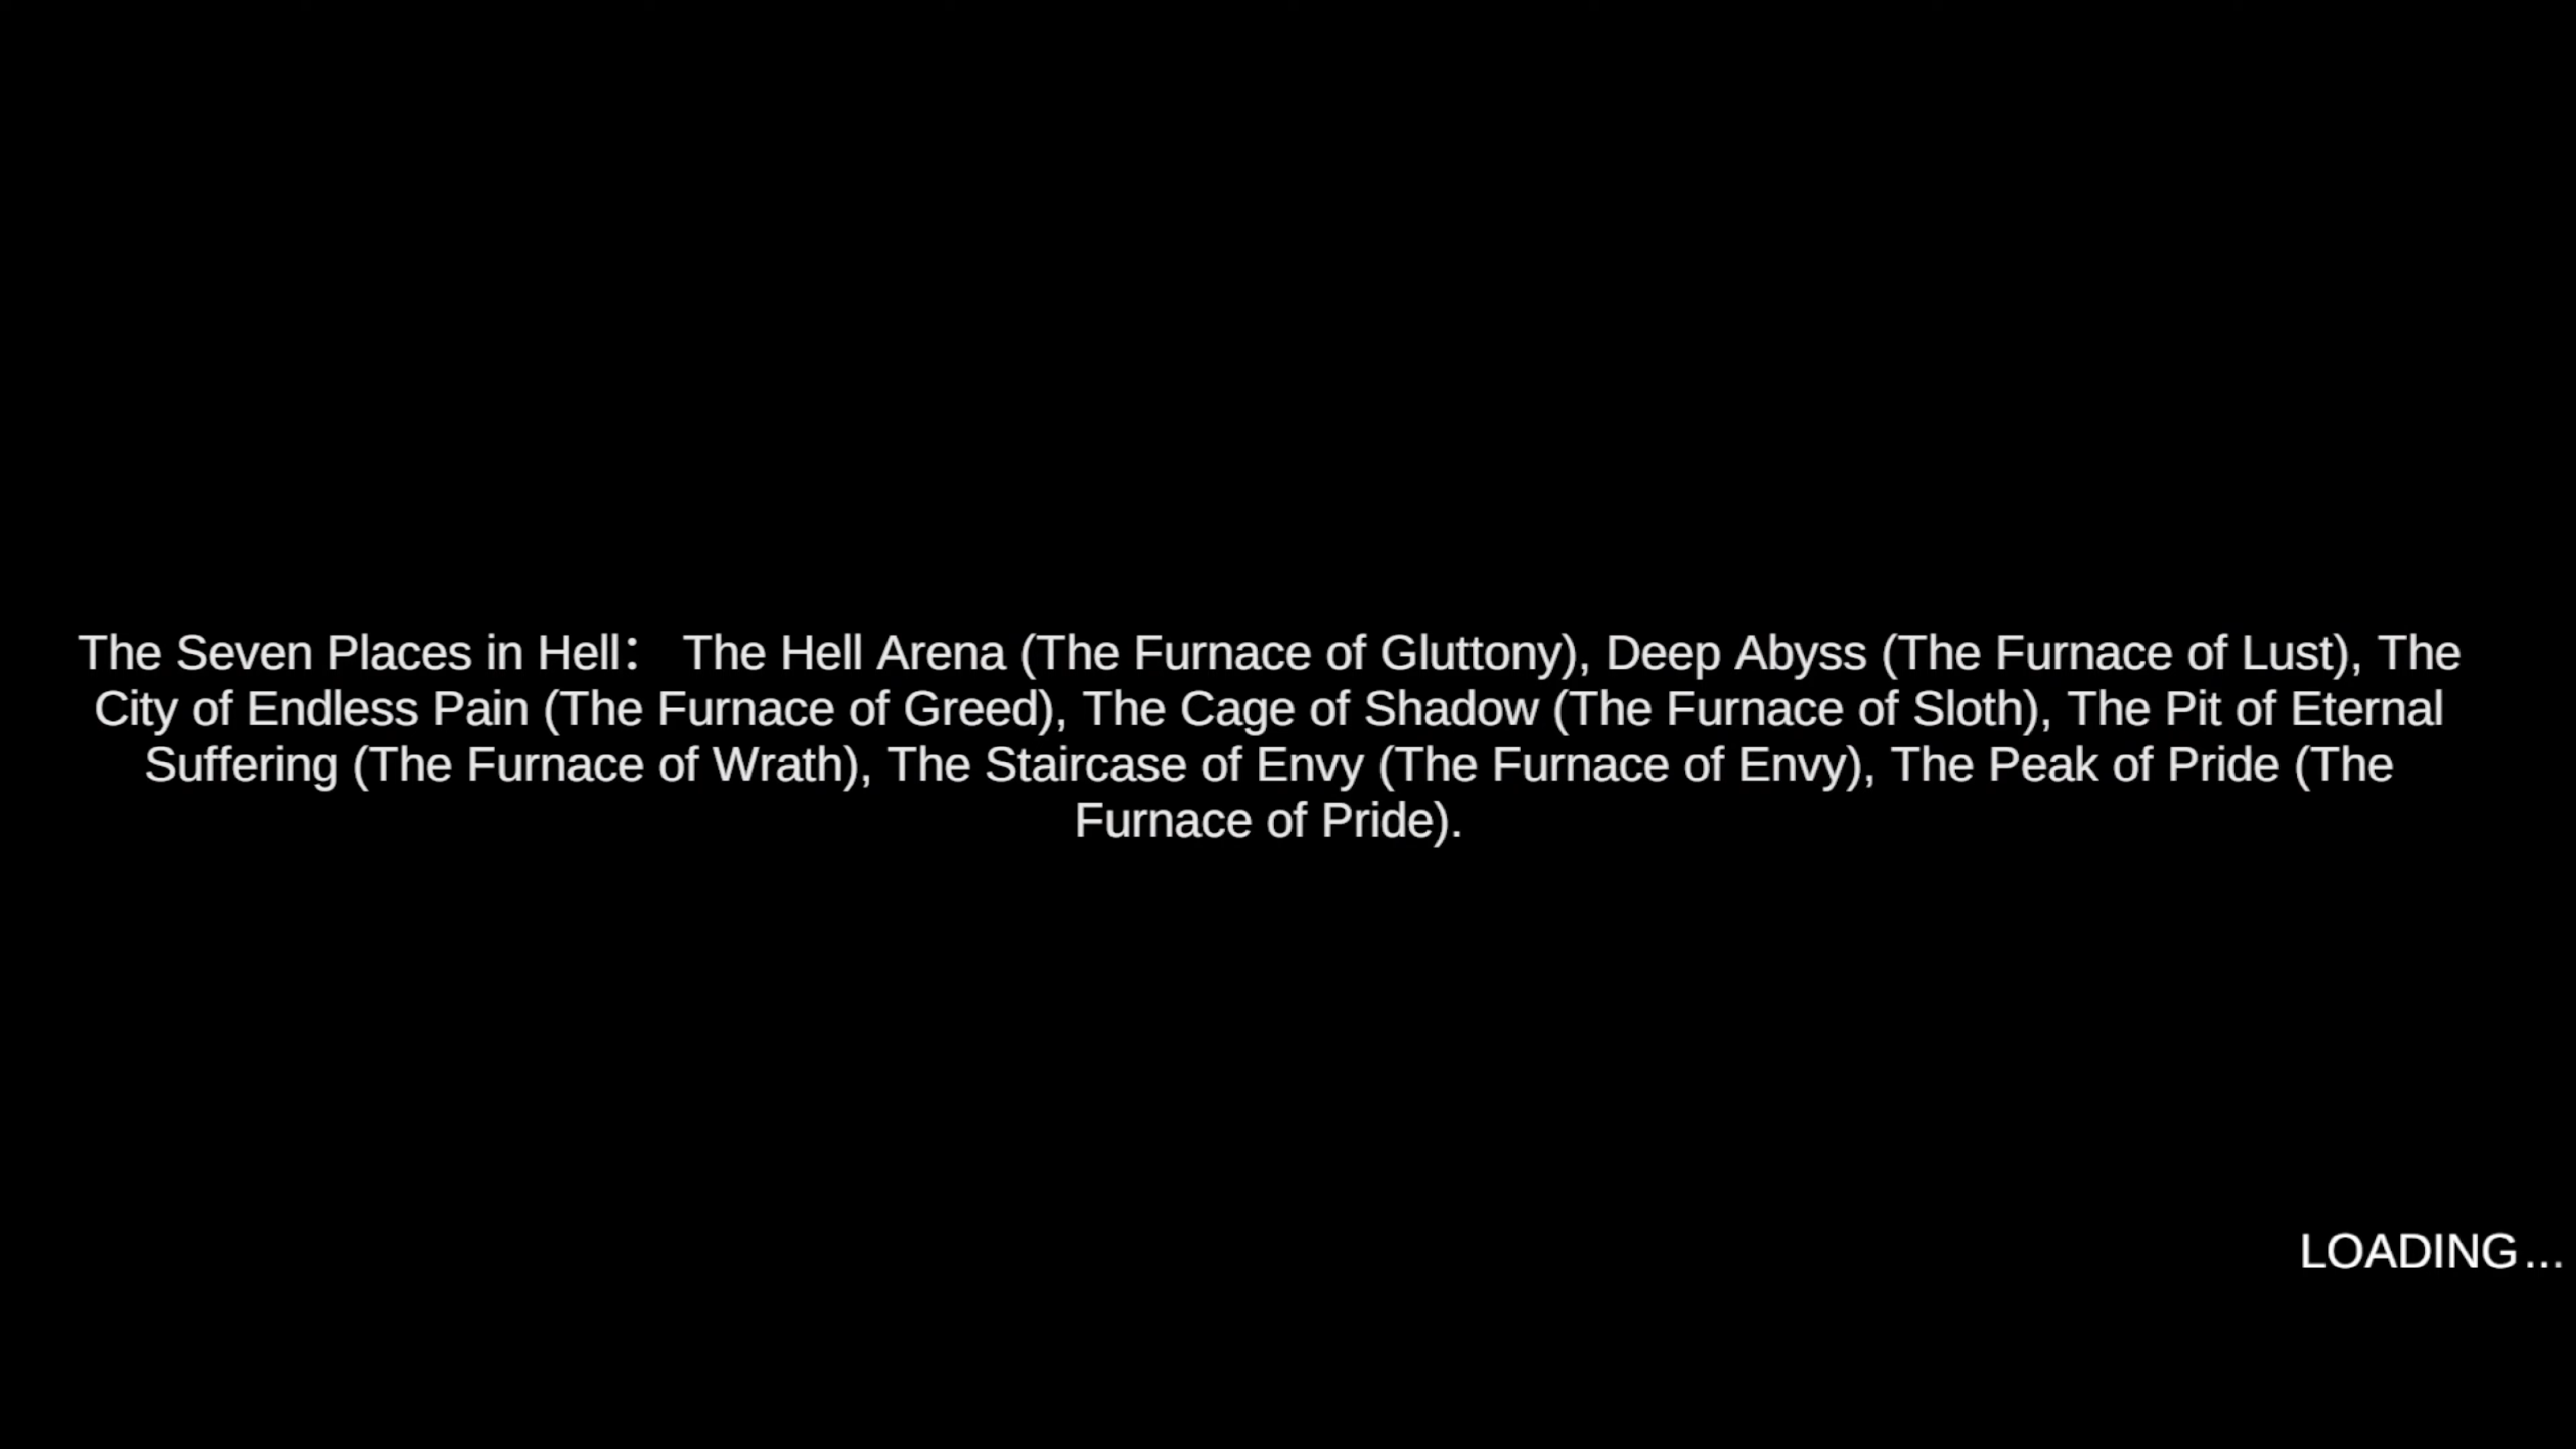 The Seven Places in Hell： The Hell Arena (The Furnace of Gluttony), Deep Abyss (The Furnace of Lust), The
City of Endless Pain (The Furnace of Greed), The Cage of Shadow (The Furnace of Sloth), The Pit of Eternal
Suffering (The Furnace of Wrath), The Staircase of Envy (The Furnace of Envy), The Peak of Pride (The
Furnace of Pride).
LOADING...